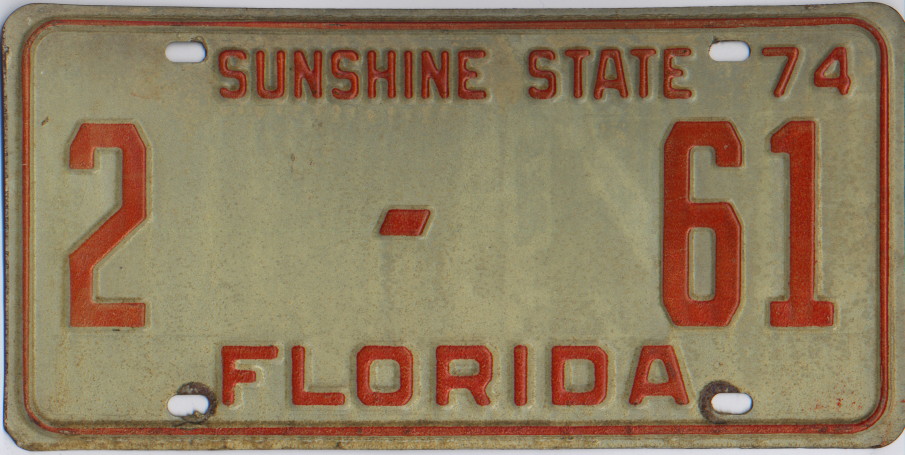 SUNSHINE STATE 74
2 - 61
FLORIDA